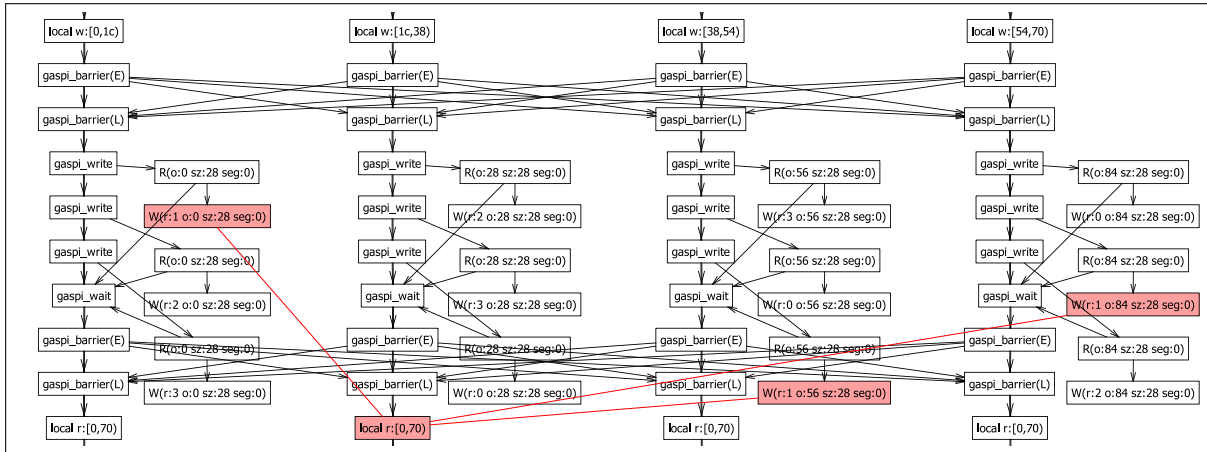 local w:[0,1c)
local w:[1c,38)
local w:[38,54)
local w:[54,70)
gaspi_barrier(E)
gaspi_barrier(E)
gaspi_barrier(E)
gaspi_barrier(E)
gaspi_barrier(L)
gaspi_barrier(L)
gaspi_barrier(L)
gaspi_barrier(L)
gaspi_write
R(o:0 sz:28 seg:0)
gaspi_write
R(o:28 sz:28 seg:0)
gaspi_write
R(o:56 sz:28 seg:0)
gaspi_write
R(o:84 sz:28 seg:0)
gaspi_write
W(r:1 o:0 sz:28 seg:0)
gaspi_write
W(r:2 o:28 sz:28 seg:0)
gaspi_write
W(r:3 o:56 sz:28 seg:0)
gaspi_write
W(r:0 o:84 sz:28 seg:0)
gaspi_write
R(o:0 sz:28 seg:0)
gaspi_write
R(o:28 sz:28 seg:0)
gaspi_write
R(o:56 sz:28 seg:0)
gaspi_write
R(o:84 sz:28 seg:0)
gaspi_wait
W(r:2 o:0 sz:28 seg:0)
gaspi_wait
W(r:3 o:28 sz:28 seg:0)
gaspi_wait
W(r:0 o:56 sz:28 seg:0)
gaspi_wait
W(r:1 o:84 sz:28 seg:0)
gaspi_barrier(E)
R(o:0 sz:28 seg:0)
gaspi_barrier(E)
R(o:28 sz:28 seg:0)
gaspi_barrier(E)
R(o:56 sz:28 seg:0)
gaspi_barrier(E)
R(o:84 sz:28 seg:0)
gaspi_barrier(L)
W(r:3 o:0 sz:28 seg:0)
gaspi_barrier(L)
W(r:0 o:28 sz:28 seg:0)
gaspi_barrier(L)
W(r:1 o:56 sz:28 seg:0)
gaspi_barrier(L)
W(r:2 o:84 sz:28 seg:0)
local r:[0,70)
local r:[0,70)
local r:[0,70)
local r:[0,70)